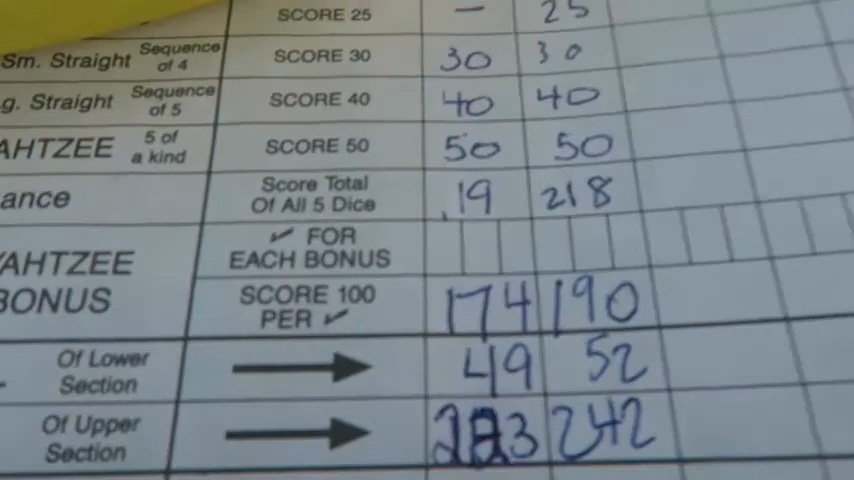 SCORE 25 — 25
Sm. Straight Sequence of 4 SCORE 30 30 30
g. Straight Sequence of 5 SCORE 40 40 40
AHTZEE 5 of a kind SCORE 50 50 50
ance Score Total Of All 5 Dice 19 218
YAHTZEE BONUS ✓ FOR EACH BONUS
SCORE 100 PER ✓ 174 190
Of Lower Section 49 52
Of Upper Section 223 242